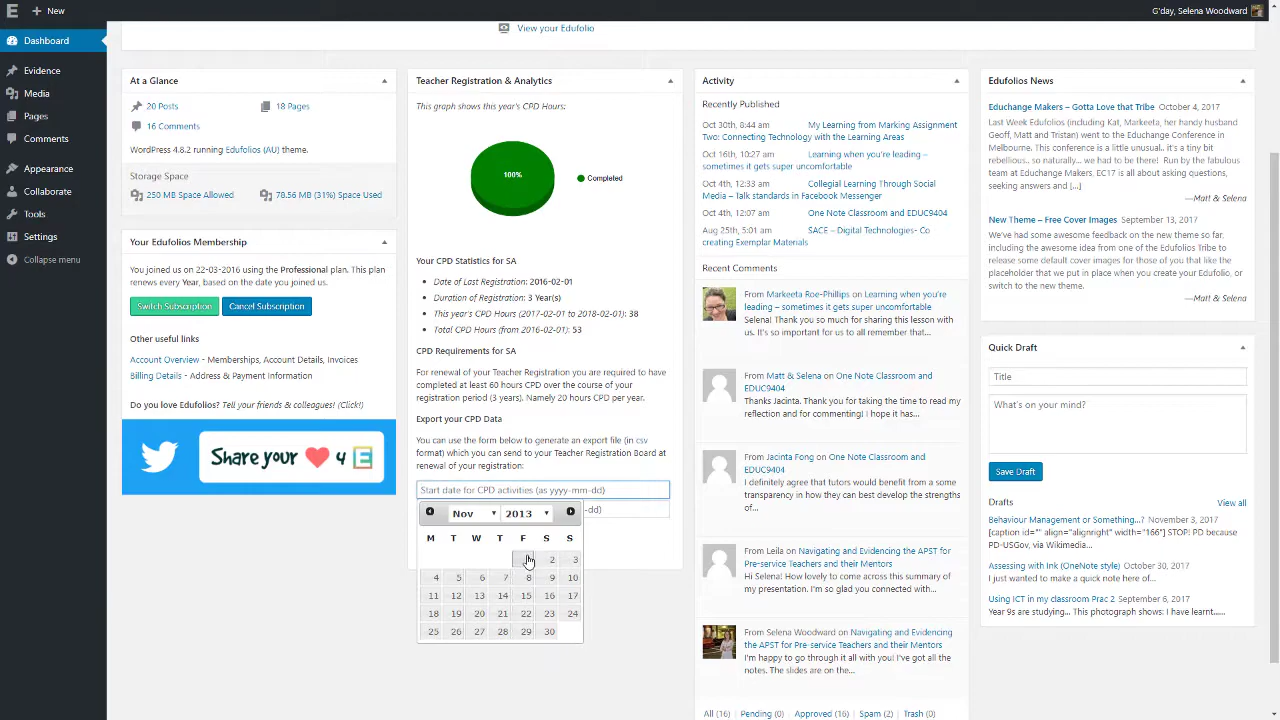 New
G'day, Selena Woodward
Dashboard
Evidence
Media
Pages
Comments
Appearance
Collaborate
Tools
Settings
Collapse menu
View your Edufolio
At a Glance
20 Posts
18 Pages
16 Comments
WordPress 4.8.2 running Edufolios (AU) theme.
Storage Space
250 MB Space Allowed
78.56 MB (31%) Space Used
Your Edufolios Membership
You joined us on 22-03-2016 using the Professional plan. This plan
renews every Year, based on the date you joined us.
Switch Subscription
Cancel Subscription
Other useful links
Account Overview - Memberships, Account Details, Invoices
Billing Details - Address & Payment Information
Do you love Edufolios? Tell your friends & colleagues! (Click!)
Share your 4 E
Teacher Registration & Analytics
This graph shows this year's CPD Hours:
100%
Completed
Your CPD Statistics for SA
• Date of Last Registration: 2016-02-01
• Duration of Registration: 3 Year(s)
• This year's CPD Hours (2017-02-01 to 2018-02-01): 38
• Total CPD Hours (from 2016-02-01): 53
CPD Requirements for SA
For renewal of your Teacher Registration you are required to have
completed at least 60 hours CPD over the course of your
registration period (3 years). Namely 20 hours CPD per year.
Export your CPD Data
You can use the form below to generate an export file (in csv
format) which you can send to your Teacher Registration Board at
renewal of your registration:
Start date for CPD activities (as yyyy-mm-dd)
-dd)
Nov 2013
M T W T F S S
2 3
4 5 6 7 8 9 10
11 12 13 14 15 16 17
18 19 20 21 22 23 24
25 26 27 28 29 30
Activity
Recently Published
Oct 30th, 8:44 am My Learning from Marking Assignment
Two: Connecting Technology with the Learning Areas
Oct 16th, 10:27 am Learning when you're leading –
sometimes it gets super uncomfortable
Oct 4th, 12:33 am Collegial Learning Through Social
Media – Talk standards in Facebook Messenger
Oct 4th, 12:07 am One Note Classroom and EDUC9404
Aug 25th, 5:01 am SACE – Digital Technologies- Co
creating Exemplar Materials
Recent Comments
From Markeeta Roe-Phillips on Learning when you're
leading – sometimes it gets super uncomfortable
Selena! Thank you so much for sharing this lesson with
us. It's so important for us to all remember that...
From Matt & Selena on One Note Classroom and
EDUC9404
Thanks Jacinta. Thank you for taking the time to read my
reflection and for commenting! I hope it has...
From Jacinta Fong on One Note Classroom and
EDUC9404
I definitely agree that tutors would benefit from some
transparency in how they can best develop the strengths
of...
From Leila on Navigating and Evidencing the APST for
Pre-service Teachers and their Mentors
Hi Selena! How lovely to come across this summary of
my presentation. I'm so glad you connected...
From Selena Woodward on Navigating and Evidencing
the APST for Pre-service Teachers and their Mentors
I'm happy to go through it all with you! I've got all the
notes. The slides are on the...
All (16) | Pending (0) | Approved (16) | Spam (2) | Trash (0)
Edufolios News
Educhange Makers – Gotta Love that Tribe October 4, 2017
Last Week Edufolios (including Kat, Markeeta, her handy husband
Geoff, Matt and Tristan) went to the Educhange Conference in
Melbourne. This conference is a little unusual.. it's a tiny bit
rebellious.. so naturally... we had to be there! Run by the fabulous
team at Education Changemakers, EC17 is all about asking questions,
seeking answers and [...]
—Matt & Selena
New Theme – Free Cover Images September 13, 2017
We've had some awesome feedback on the new theme so far.
including the awesome idea from one of the Edufolios Tribe to
release some default cover images for those of you that like the
placeholder that we put in place when you create your Edufolio, or
switch to the new theme.
—Matt & Selena
Quick Draft
Title
What's on your mind?
Save Draft
Drafts
View all
Behaviour Management or Something...? November 3, 2017
[caption id="" align="alignright" width="166"] STOP: PD because
PD-USGov, via Wikimedia...
Assessing with Ink (OneNote style) October 30, 2017
I just wanted to make a quick note here of...
Using ICT in my classroom Prac 2 September 6, 2017
Year 9s are studying... This photograph shows: I have learnt......